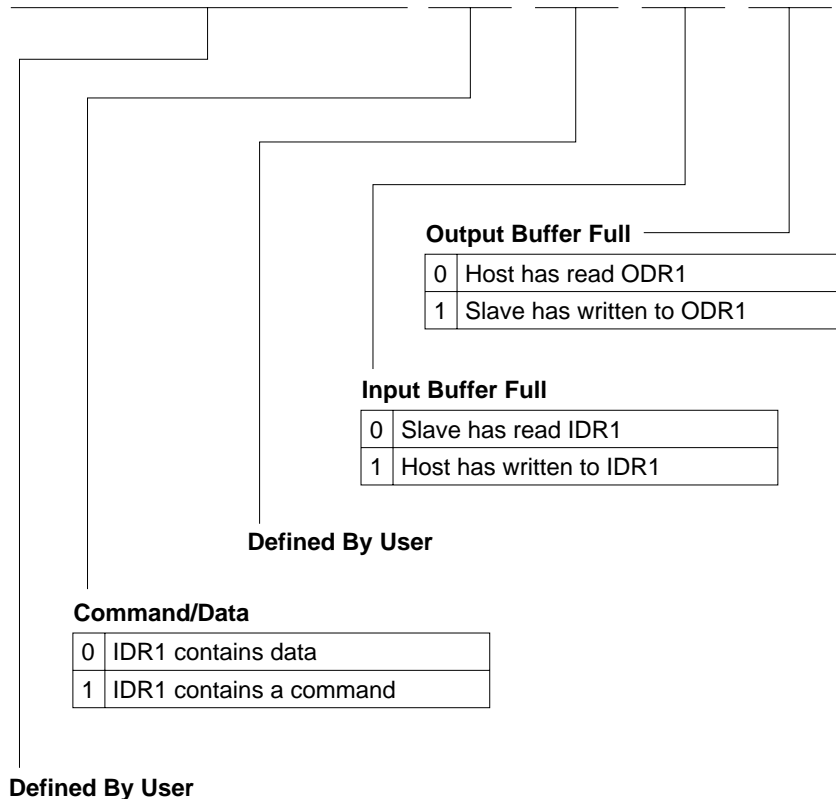 Output Buffer Full
0 Host has read ODR1
1 Slave has written to ODR1
Input Buffer Full
0 Slave has read IDR1
1 Host has written to IDR1
Defined By User
Command/Data
0 IDR1 contains data
1 IDR1 contains a command
Defined By User